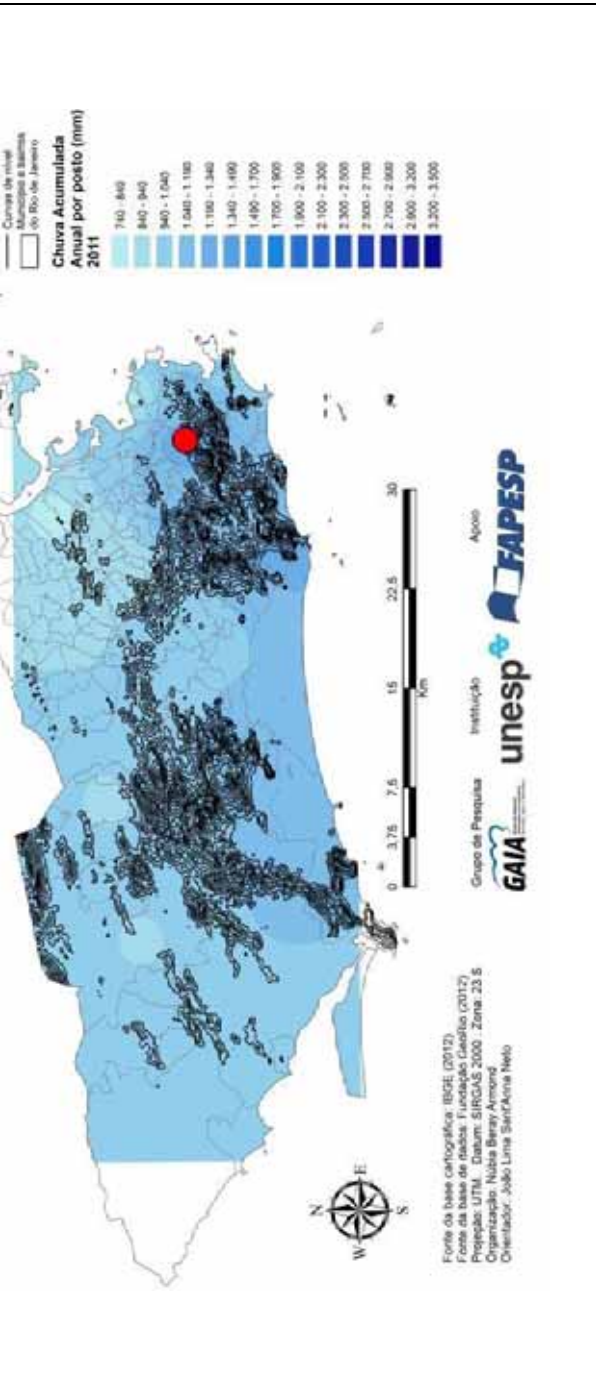 Curvas de nível
Município e bairros
do Rio de Janeiro
Chuva Acumulada
Anual por posto (mm)
2011
740 - 840
840 - 940
940 - 1.040
1.040 - 1.190
1.190 - 1.340
1.340 - 1.490
1.490 - 1.700
1.700 - 1.900
1.900 - 2.100
2.100 - 2.300
2.300 - 2.500
2.500 - 2.700
2.700 - 2.900
2.900 - 3.200
3.200 - 3.500
N
W
E
S
0
3.75
7.5
15
22.5
30
Km
Fonte da base cartográfica: IBGE (2012)
Fonte da base de dados: Fundação GeoRio (2012)
Projeção: UTM. Datum: SIRGAS 2000. Zona: 23 S
Organização: Núbia Beray Armond
Orientador: João Lima Sant'Anna Neto
Grupo de Pesquisa
GAIA
Instituição
unesp
Apoio
FAPESP